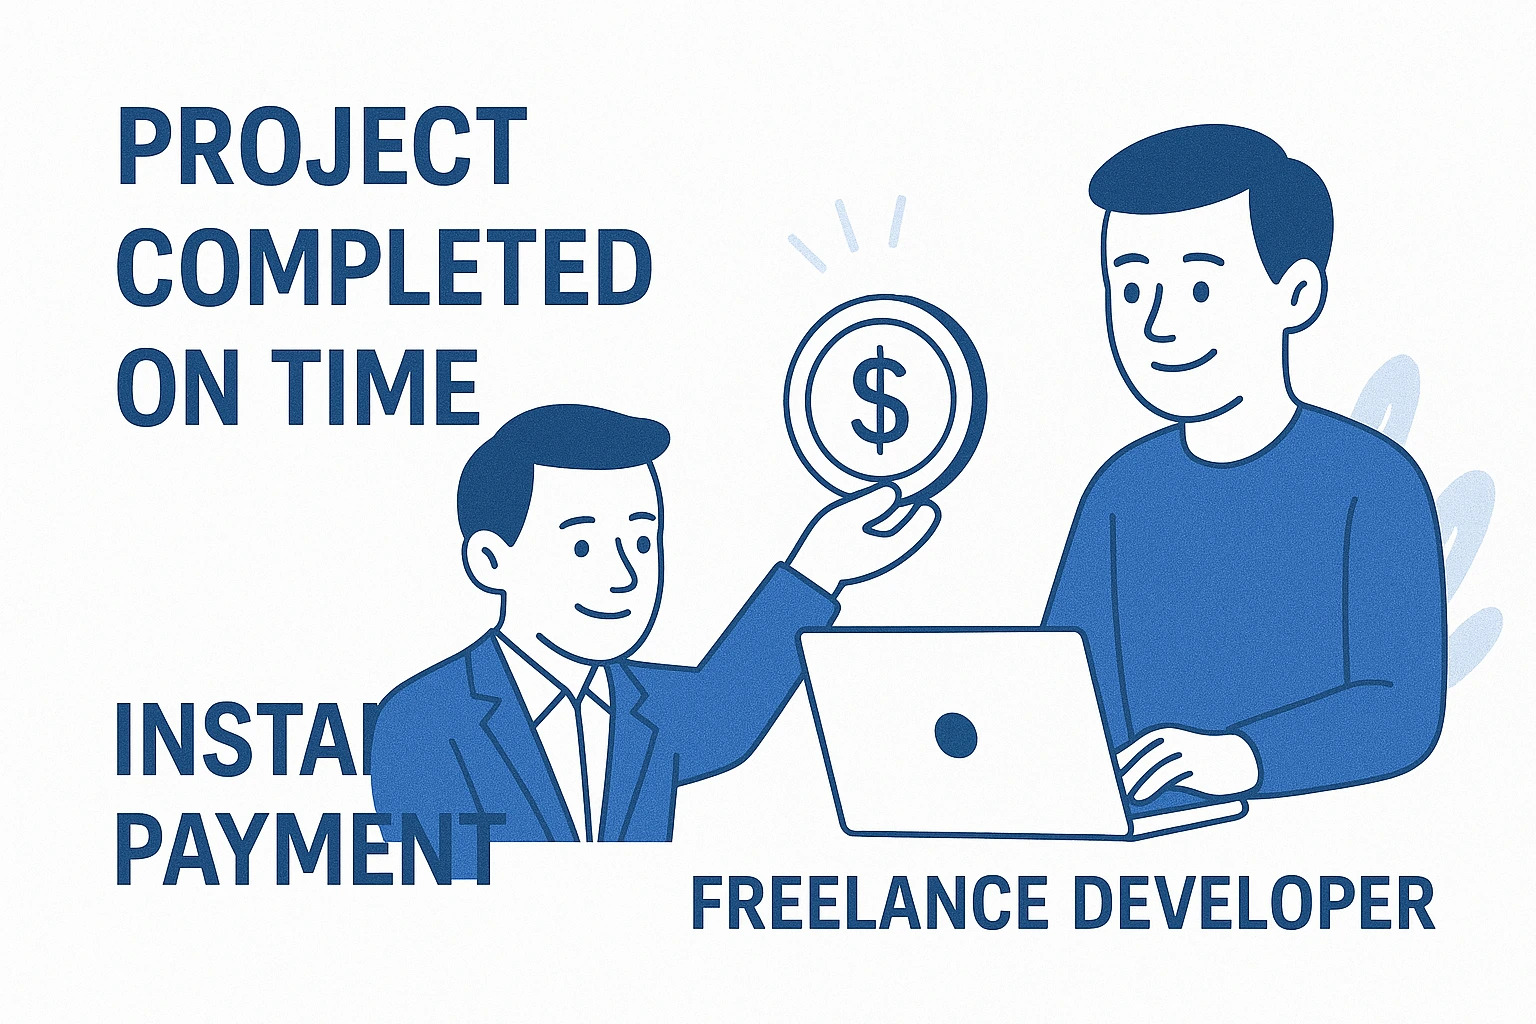 PROJECT
COMPLETED
ON TIME
$
INSTA
PAYMENT
FREELANCE DEVELOPER